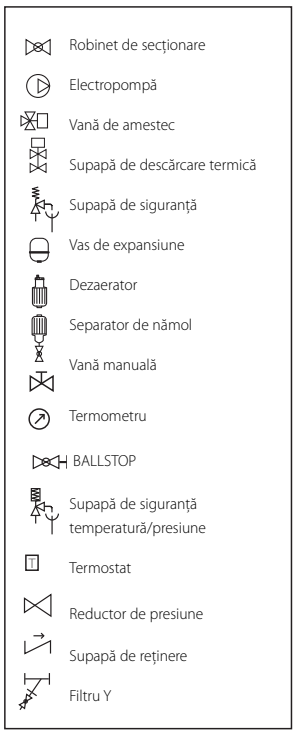 Robinet de secționare
Electropompă
Vană de amestec
Supapă de descărcare termică
Supapă de siguranță
Vas de expansiune
Dezaerator
Separator de nămol
Vană manuală
Termometru
BALLSTOP
Supapă de siguranță
temperatură/presiune
T
Termostat
Reductor de presiune
Supapă de reținere
Filtru Y